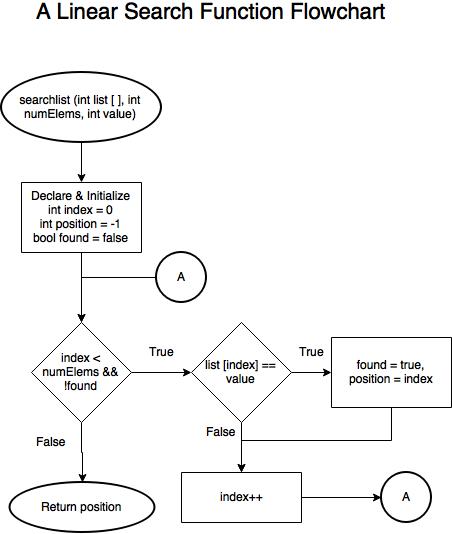 A Linear Search Function Flowchart
searchlist (int list [ ], int
numElems, int value)
Declare & Initialize
int index = 0
int position = -1
bool found = false
A
index <
numElems &&
!found
True
list [index] ==
value
True
found = true,
position = index
False
False
Return position
index++
A